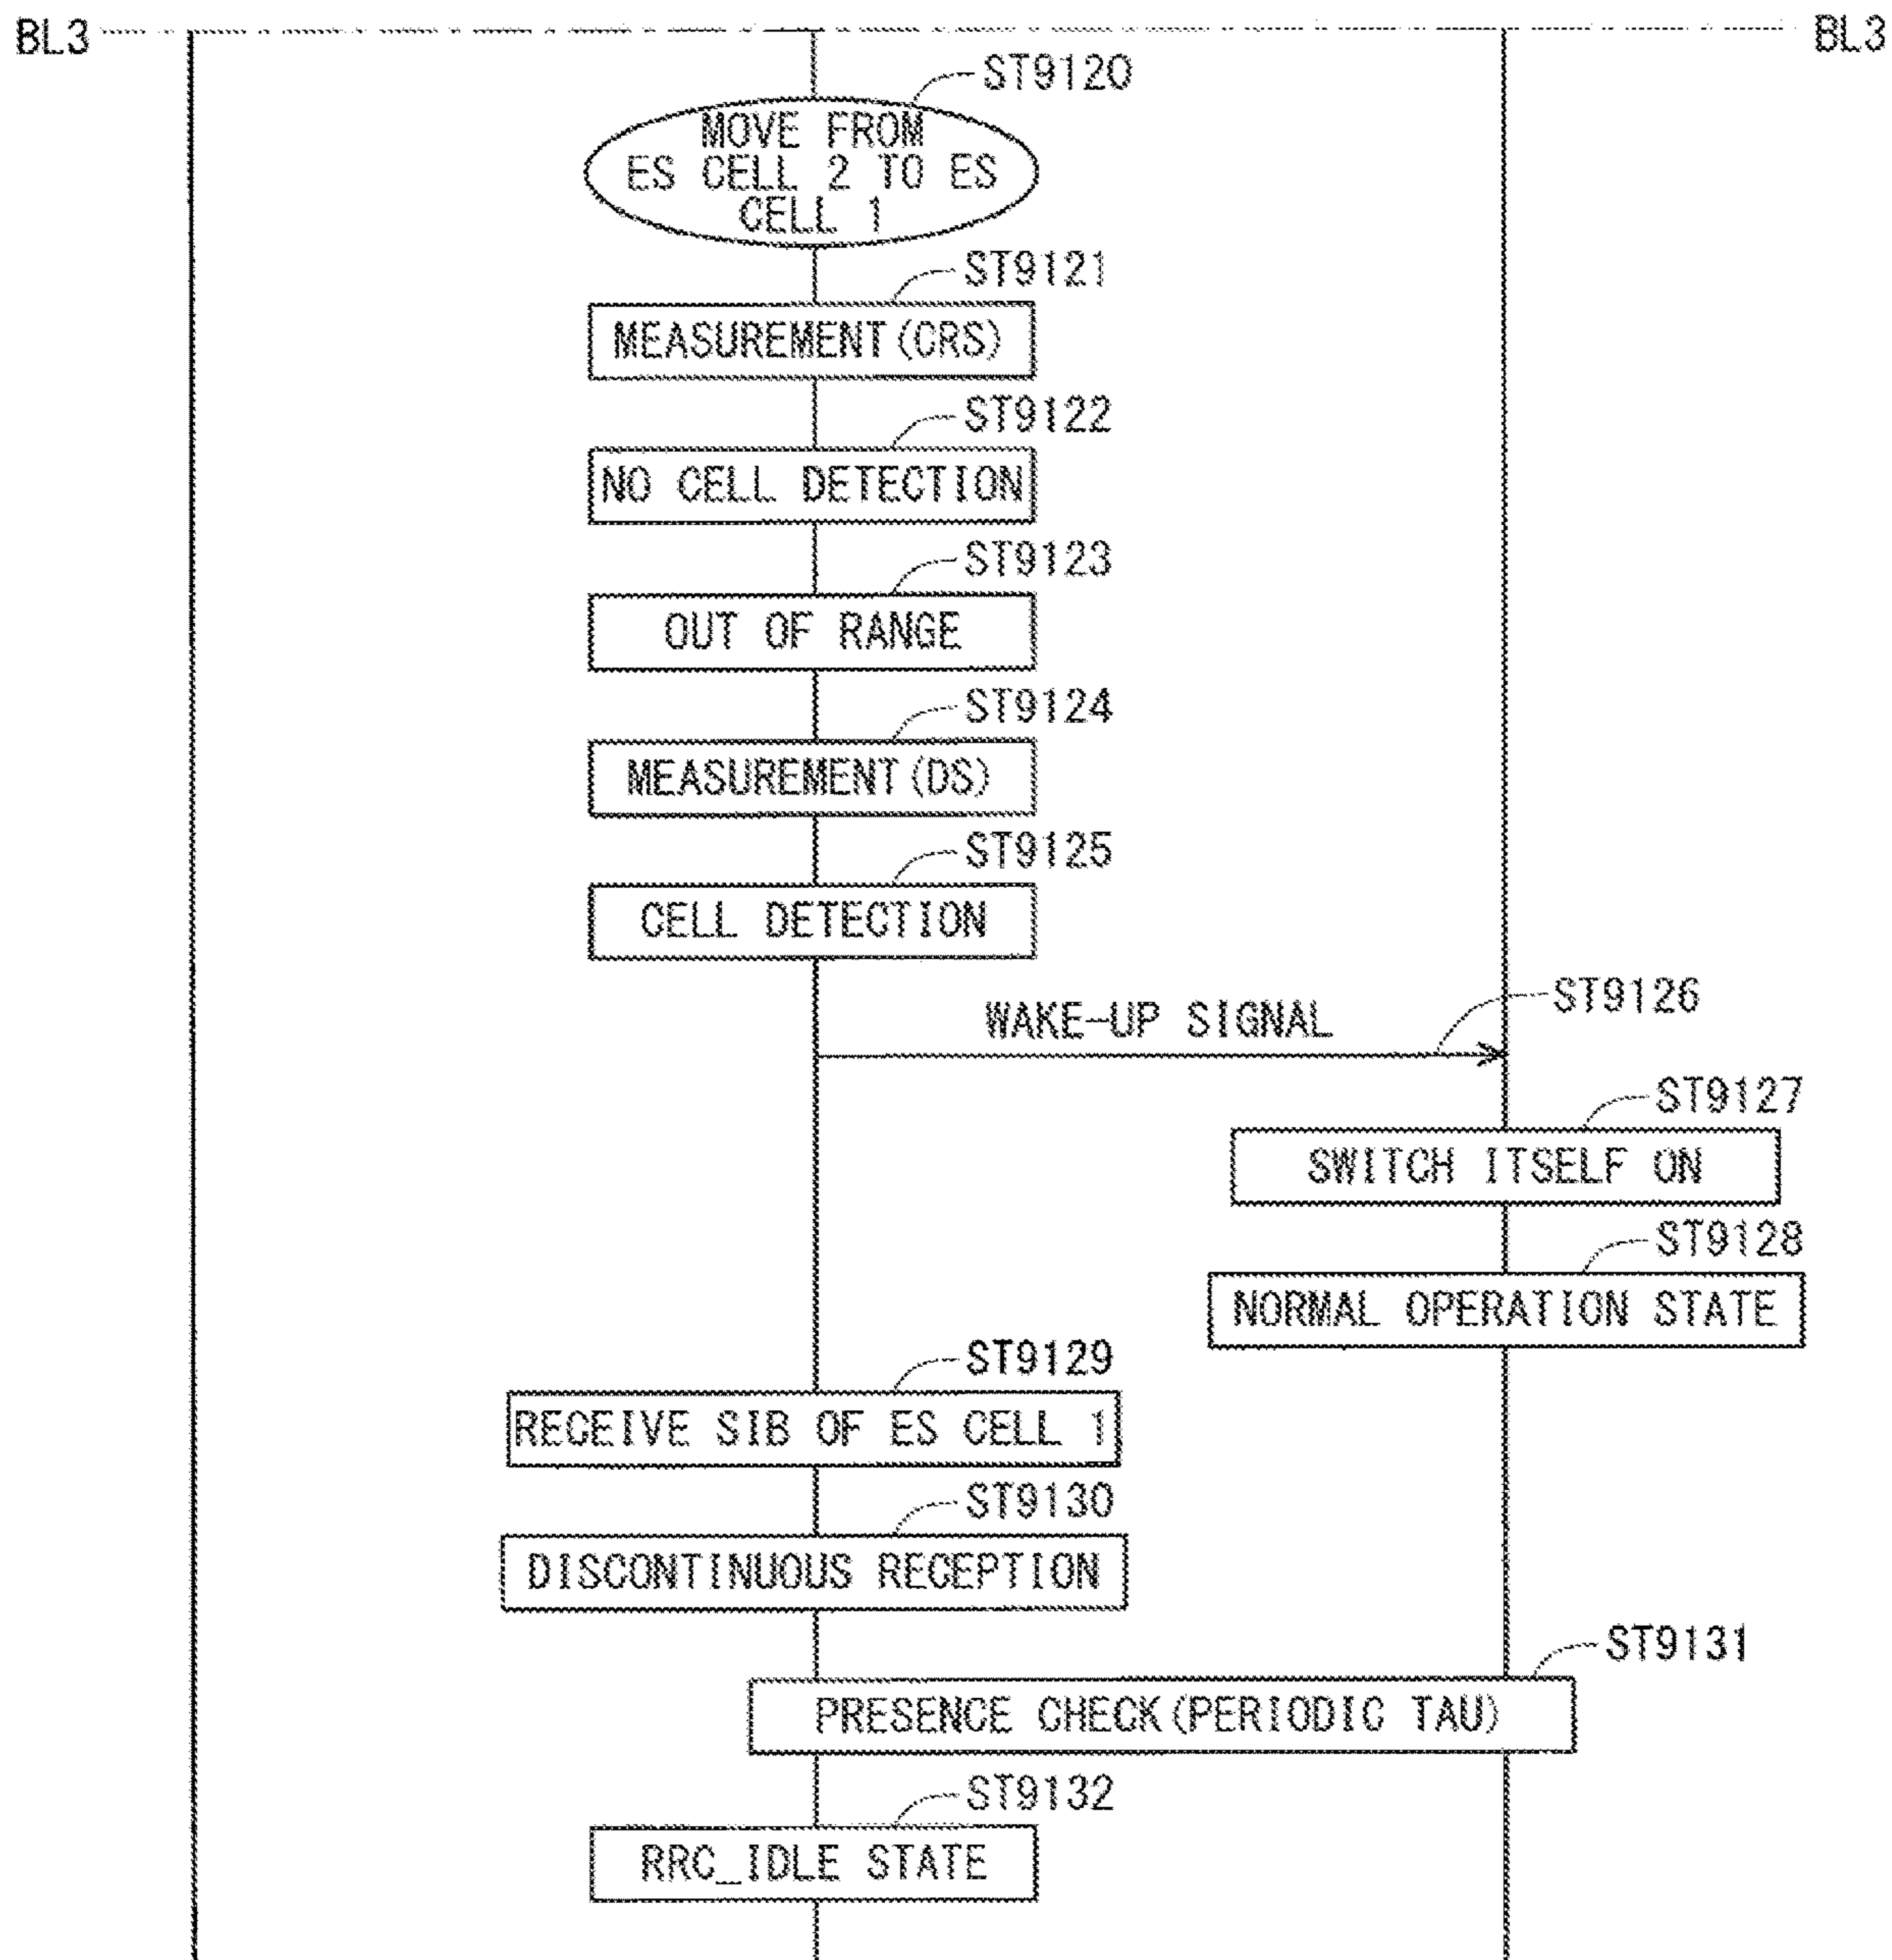 BL3
BL3
ST9120
MOVE FROM
ES CELL 2 TO ES
CELL 1
ST9121
MEASUREMENT(CRS)
ST9122
NO CELL DETECTION
ST9123
OUT OF RANGE
ST9124
MEASUREMENT(DS)
ST9125
CELL DETECTION
WAKE-UP SIGNAL
ST9126
ST9127
SWITCH ITSELF ON
ST9128
NORMAL OPERATION STATE
ST9129
RECEIVE SIB OF ES CELL 1
ST9130
DISCONTINUOUS RECEPTION
ST9131
PRESENCE CHECK(PERIODIC TAU)
ST9132
RRC_IDLE STATE